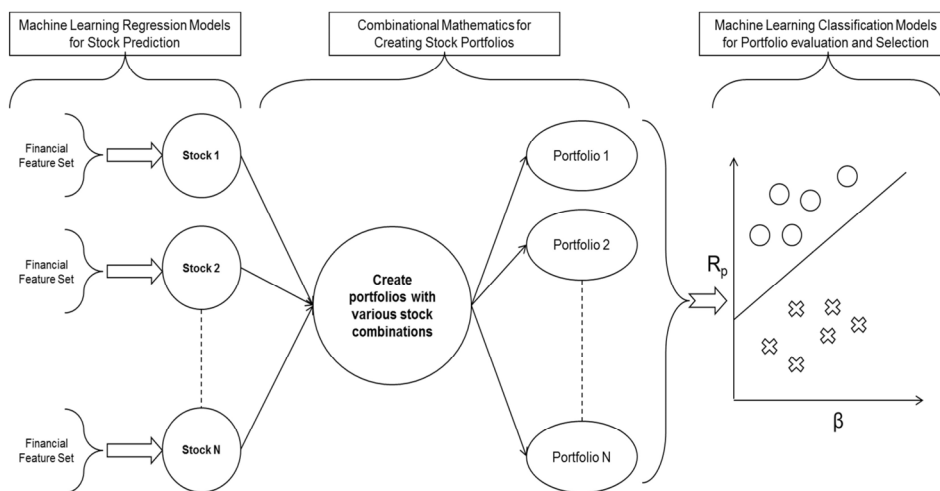 Machine Learning Regression Models
for Stock Prediction
Combinational Mathematics for
Creating Stock Portfolios
Machine Learning Classification Models
for Portfolio evaluation and Selection
Financial
Feature Set
Stock 1
Financial
Feature Set
Stock 2
Financial
Feature Set
Stock N
Create
portfolios with
various stock
combinations
Portfolio 1
Portfolio 2
Portfolio N
Rp
β